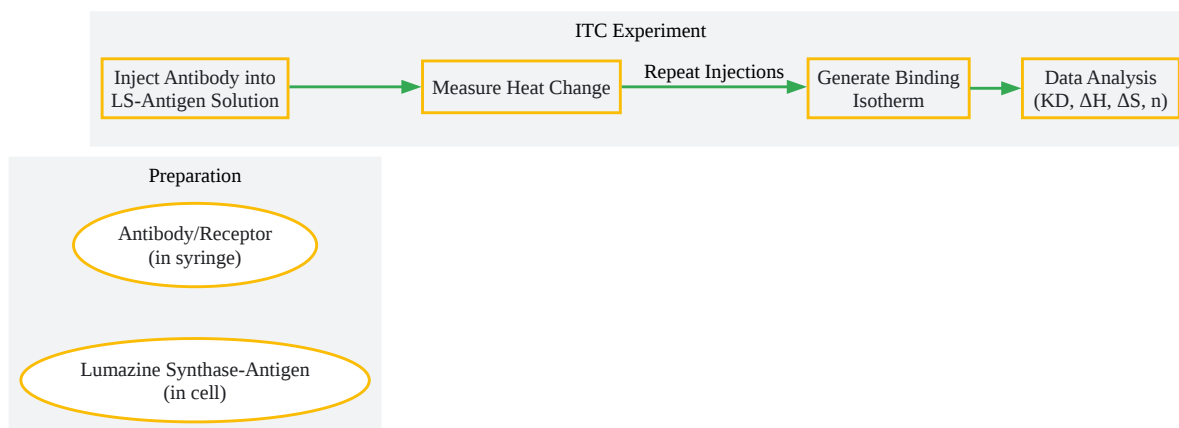 ITC Experiment
Inject Antibody into
LS-Antigen Solution
Measure Heat Change
Repeat Injections
Generate Binding
Isotherm
Data Analysis
(KD, ΔH, ΔS, n)
Preparation
Antibody/Receptor
(in syringe)
Lumazine Synthase-Antigen
(in cell)